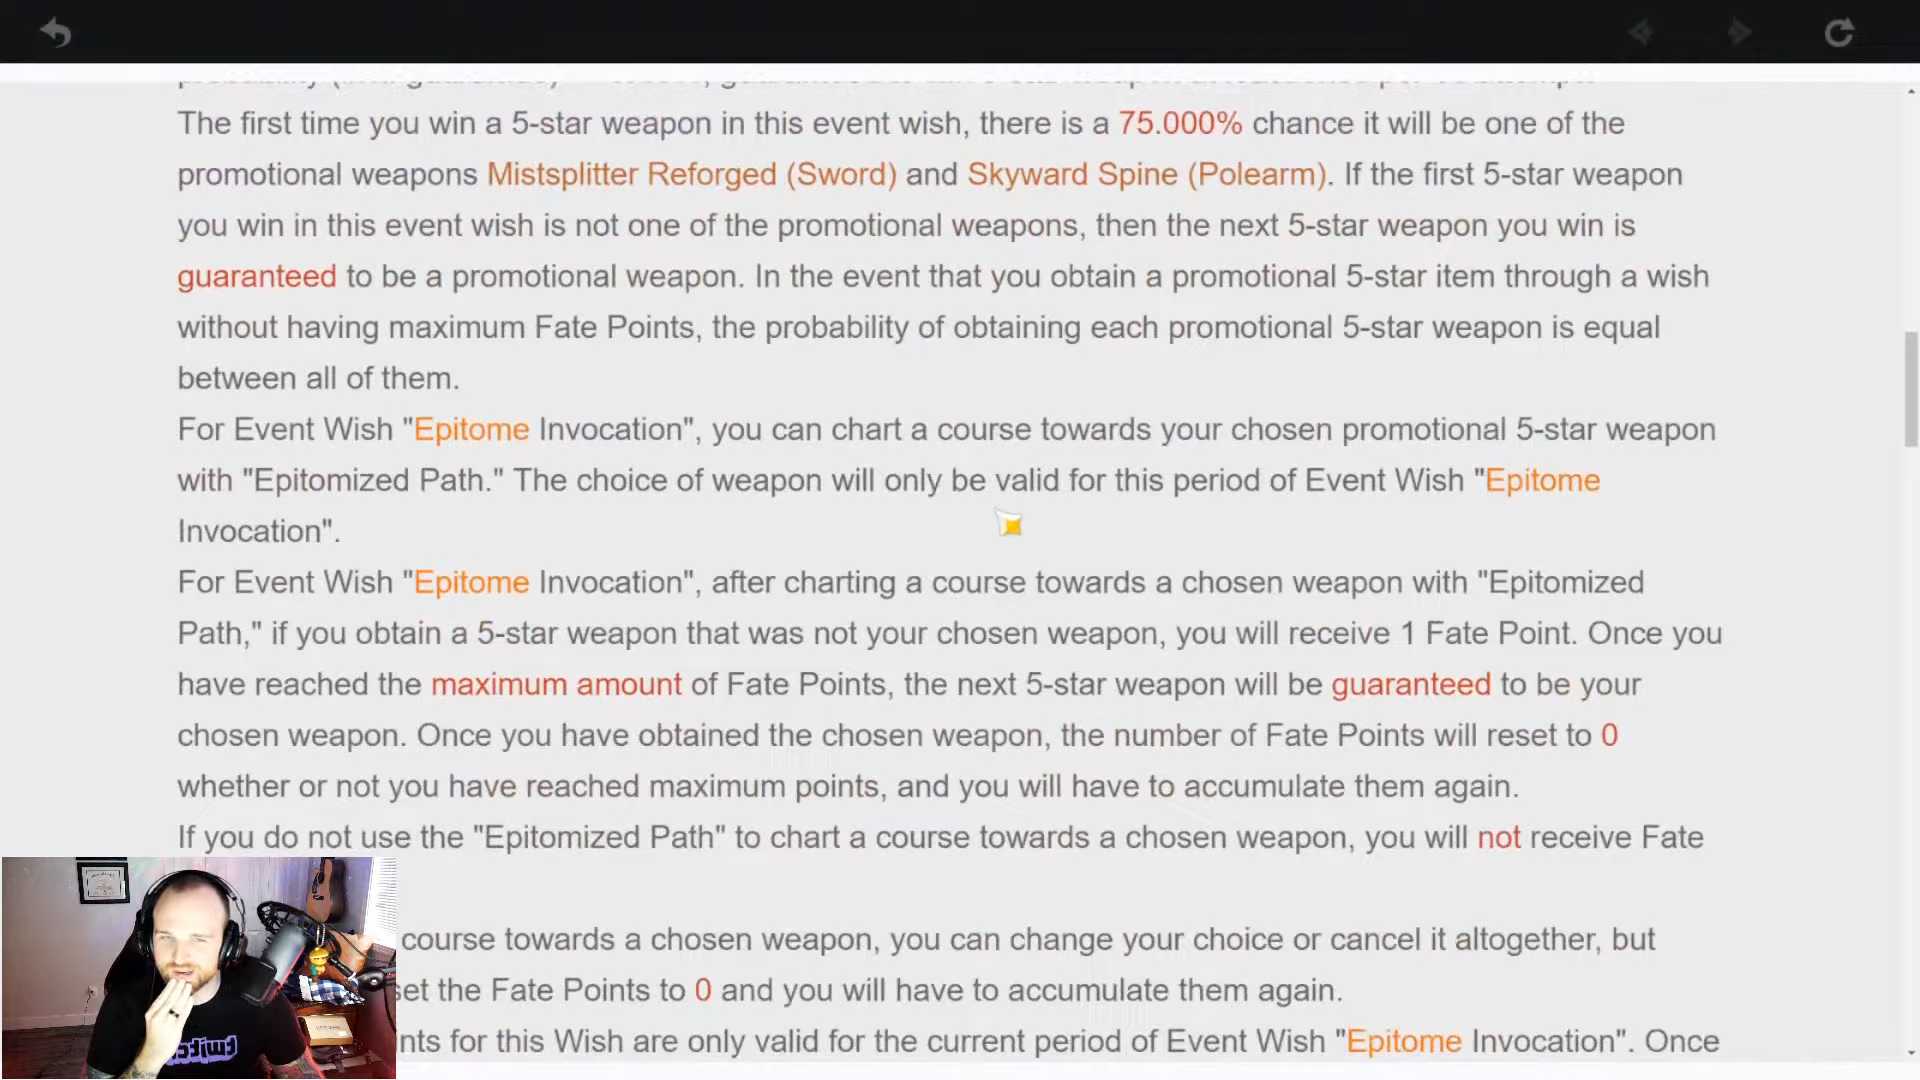 The first time you win a 5-star weapon in this event wish, there is a 75.000% chance it will be one of the
promotional weapons Mistsplitter Reforged (Sword) and Skyward Spine (Polearm). If the first 5-star weapon
you win in this event wish is not one of the promotional weapons, then the next 5-star weapon you win is
guaranteed to be a promotional weapon. In the event that you obtain a promotional 5-star item through a wish
without having maximum Fate Points, the probability of obtaining each promotional 5-star weapon is equal
between all of them.
For Event Wish "Epitome Invocation", you can chart a course towards your chosen promotional 5-star weapon
with "Epitomized Path." The choice of weapon will only be valid for this period of Event Wish "Epitome
Invocation".
For Event Wish "Epitome Invocation", after charting a course towards a chosen weapon with "Epitomized
Path," if you obtain a 5-star weapon that was not your chosen weapon, you will receive 1 Fate Point. Once you
have reached the maximum amount of Fate Points, the next 5-star weapon will be guaranteed to be your
chosen weapon. Once you have obtained the chosen weapon, the number of Fate Points will reset to 0
whether or not you have reached maximum points, and you will have to accumulate them again.
If you do not use the "Epitomized Path" to chart a course towards a chosen weapon, you will not receive Fate
course towards a chosen weapon, you can change your choice or cancel it altogether, but
set the Fate Points to 0 and you will have to accumulate them again.
nts for this Wish are only valid for the current period of Event Wish "Epitome Invocation". Once